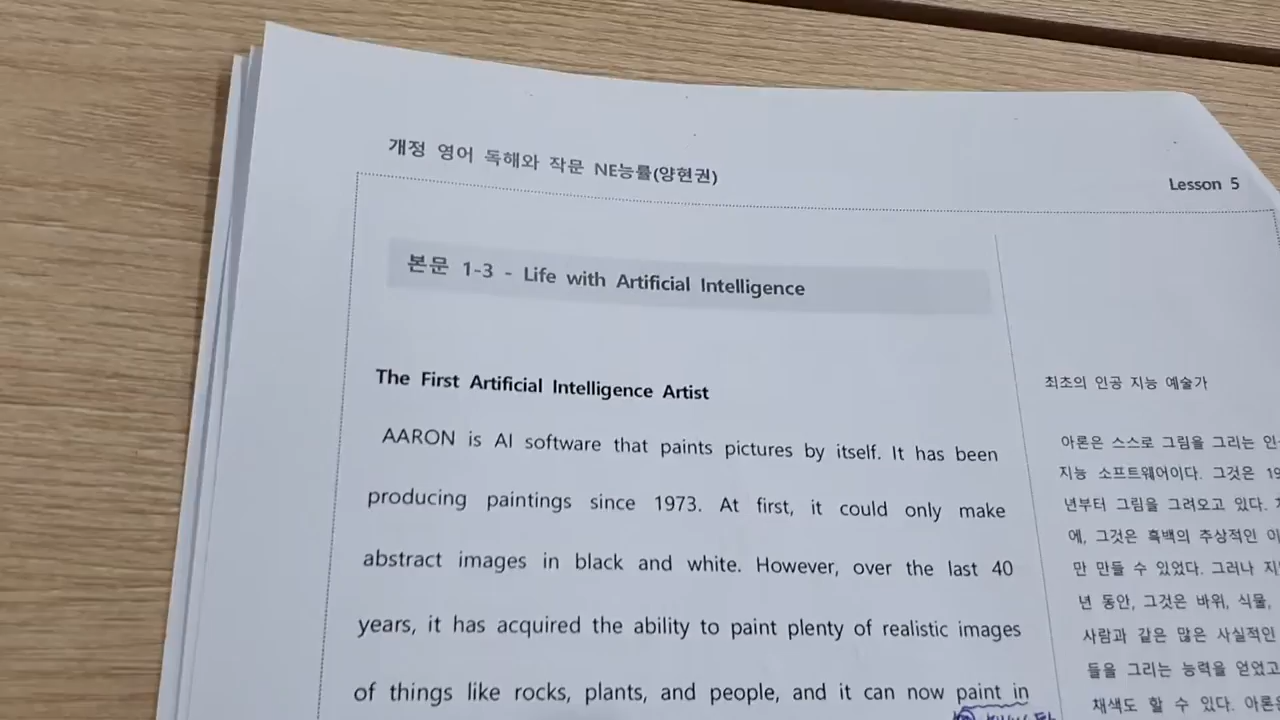 개정 영어 독해와 작문 NE능률(양현권)
Lesson 5
본문 1-3 - Life with Artificial Intelligence
The First Artificial Intelligence Artist
AARON is AI software that paints pictures by itself. It has been
producing paintings since 1973. At first, it could only make
abstract images in black and white. However, over the last 40
years, it has acquired the ability to paint plenty of realistic images
of things like rocks, plants, and people, and it can now paint in
최초의 인공 지능 예술가
아론은 스스로 그림을 그리는
지능 소프트웨어이다. 그것은
년부터 그림을 그려오고 있다.
에, 그것은 흑백의 추상적인
만 만들 수 있었다. 그러나
년 동안, 그것은 바위, 식물,
사람과 같은 많은 사실적인
들을 그리는 능력을 얻었고
채색도 할 수 있다. 아론은